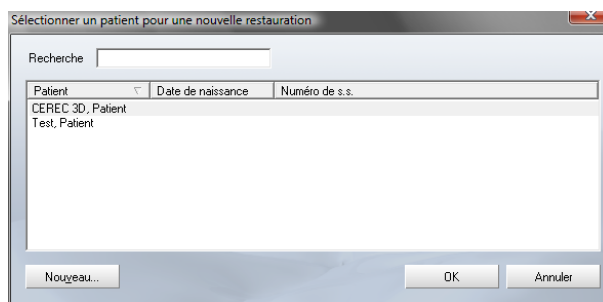 Sélectionner un patient pour une nouvelle restauration
Recherche
Patient Date de naissance Numéro de s.s.
CEREC 3D, Patient
Test, Patient
Nouveau... OK Annuler